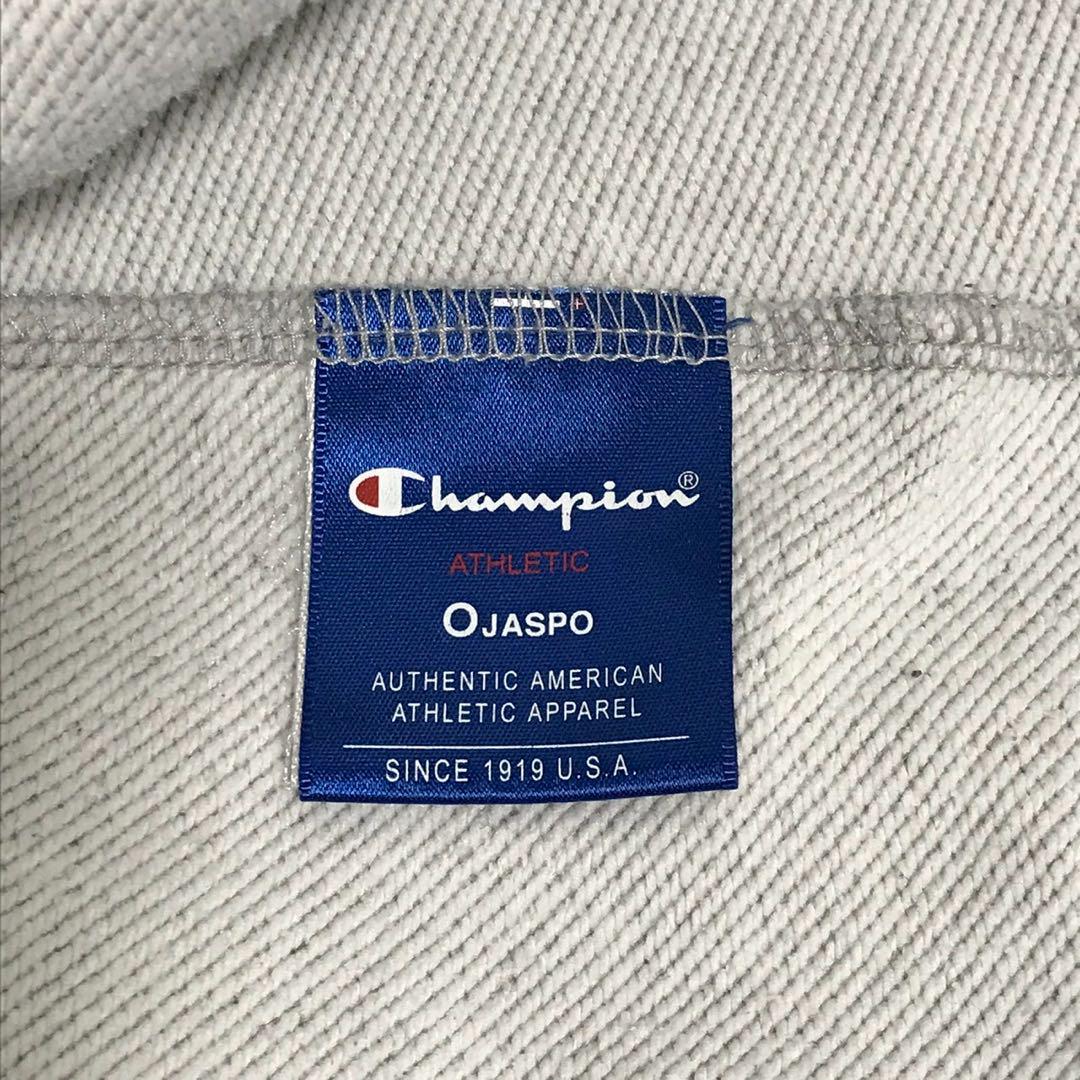 Champion®
ATHLETIC
OJASPO
AUTHENTIC AMERICAN
ATHLETIC APPAREL
SINCE 1919 U.S.A.